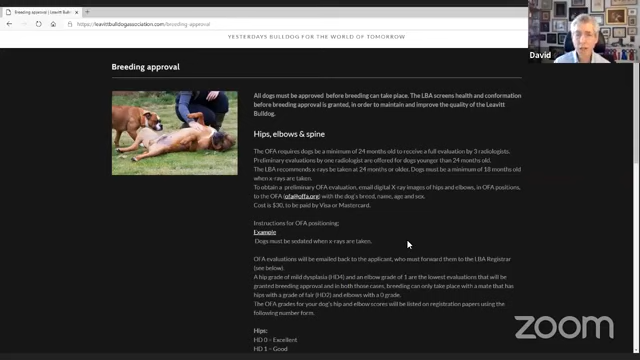 Breeding approval | Leavitt Bulld
https://leavittbulldogassociation.com/breeding-approval
YESTERDAYS BULLDOG FOR THE WORLD OF TOMORROW
David
Breeding approval
All dogs must be approved before breeding can take place. The LBA screens health and conformation
before breeding approval is granted, in order to maintain and improve the quality of the Leavitt
Bulldog.
Hips, elbows & spine
The OFA requires dogs be a minimum of 24 months old to receive a full evaluation by 3 radiologists.
Preliminary evaluations by one radiologist are offered for dogs younger than 24 months old.
The LBA recommends x rays be taken at 24 months or older. Dogs must be a minimum of 18 months old
when x rays are taken.
To obtain a preliminary OFA evaluation, email digital X ray images of hips and elbows, in OFA positions,
to the OFA (ofa@offa.org) with the dog's breed, name, age and sex.
Cost is $30, to be paid by Visa or Mastercard.
Instructions for OFA positioning;
Example
Dogs must be sedated when x rays are taken.
OFA evaluations will be emailed back to the applicant, who must forward them to the LBA Registrar
(see below).
A hip grade of mild dysplasia (HD4) and an elbow grade of 1 are the lowest evaluations that will be
granted breeding approval and in both those cases, breeding can only take place with a mate that has
hips with a grade of fair (HD2) and elbows with a 0 grade.
The OFA grades for your dog's hip and elbow scores will be listed on registration papers using the
following number form.
Hips:
HD 0 = Excellent
HD 1 = Good
zoom